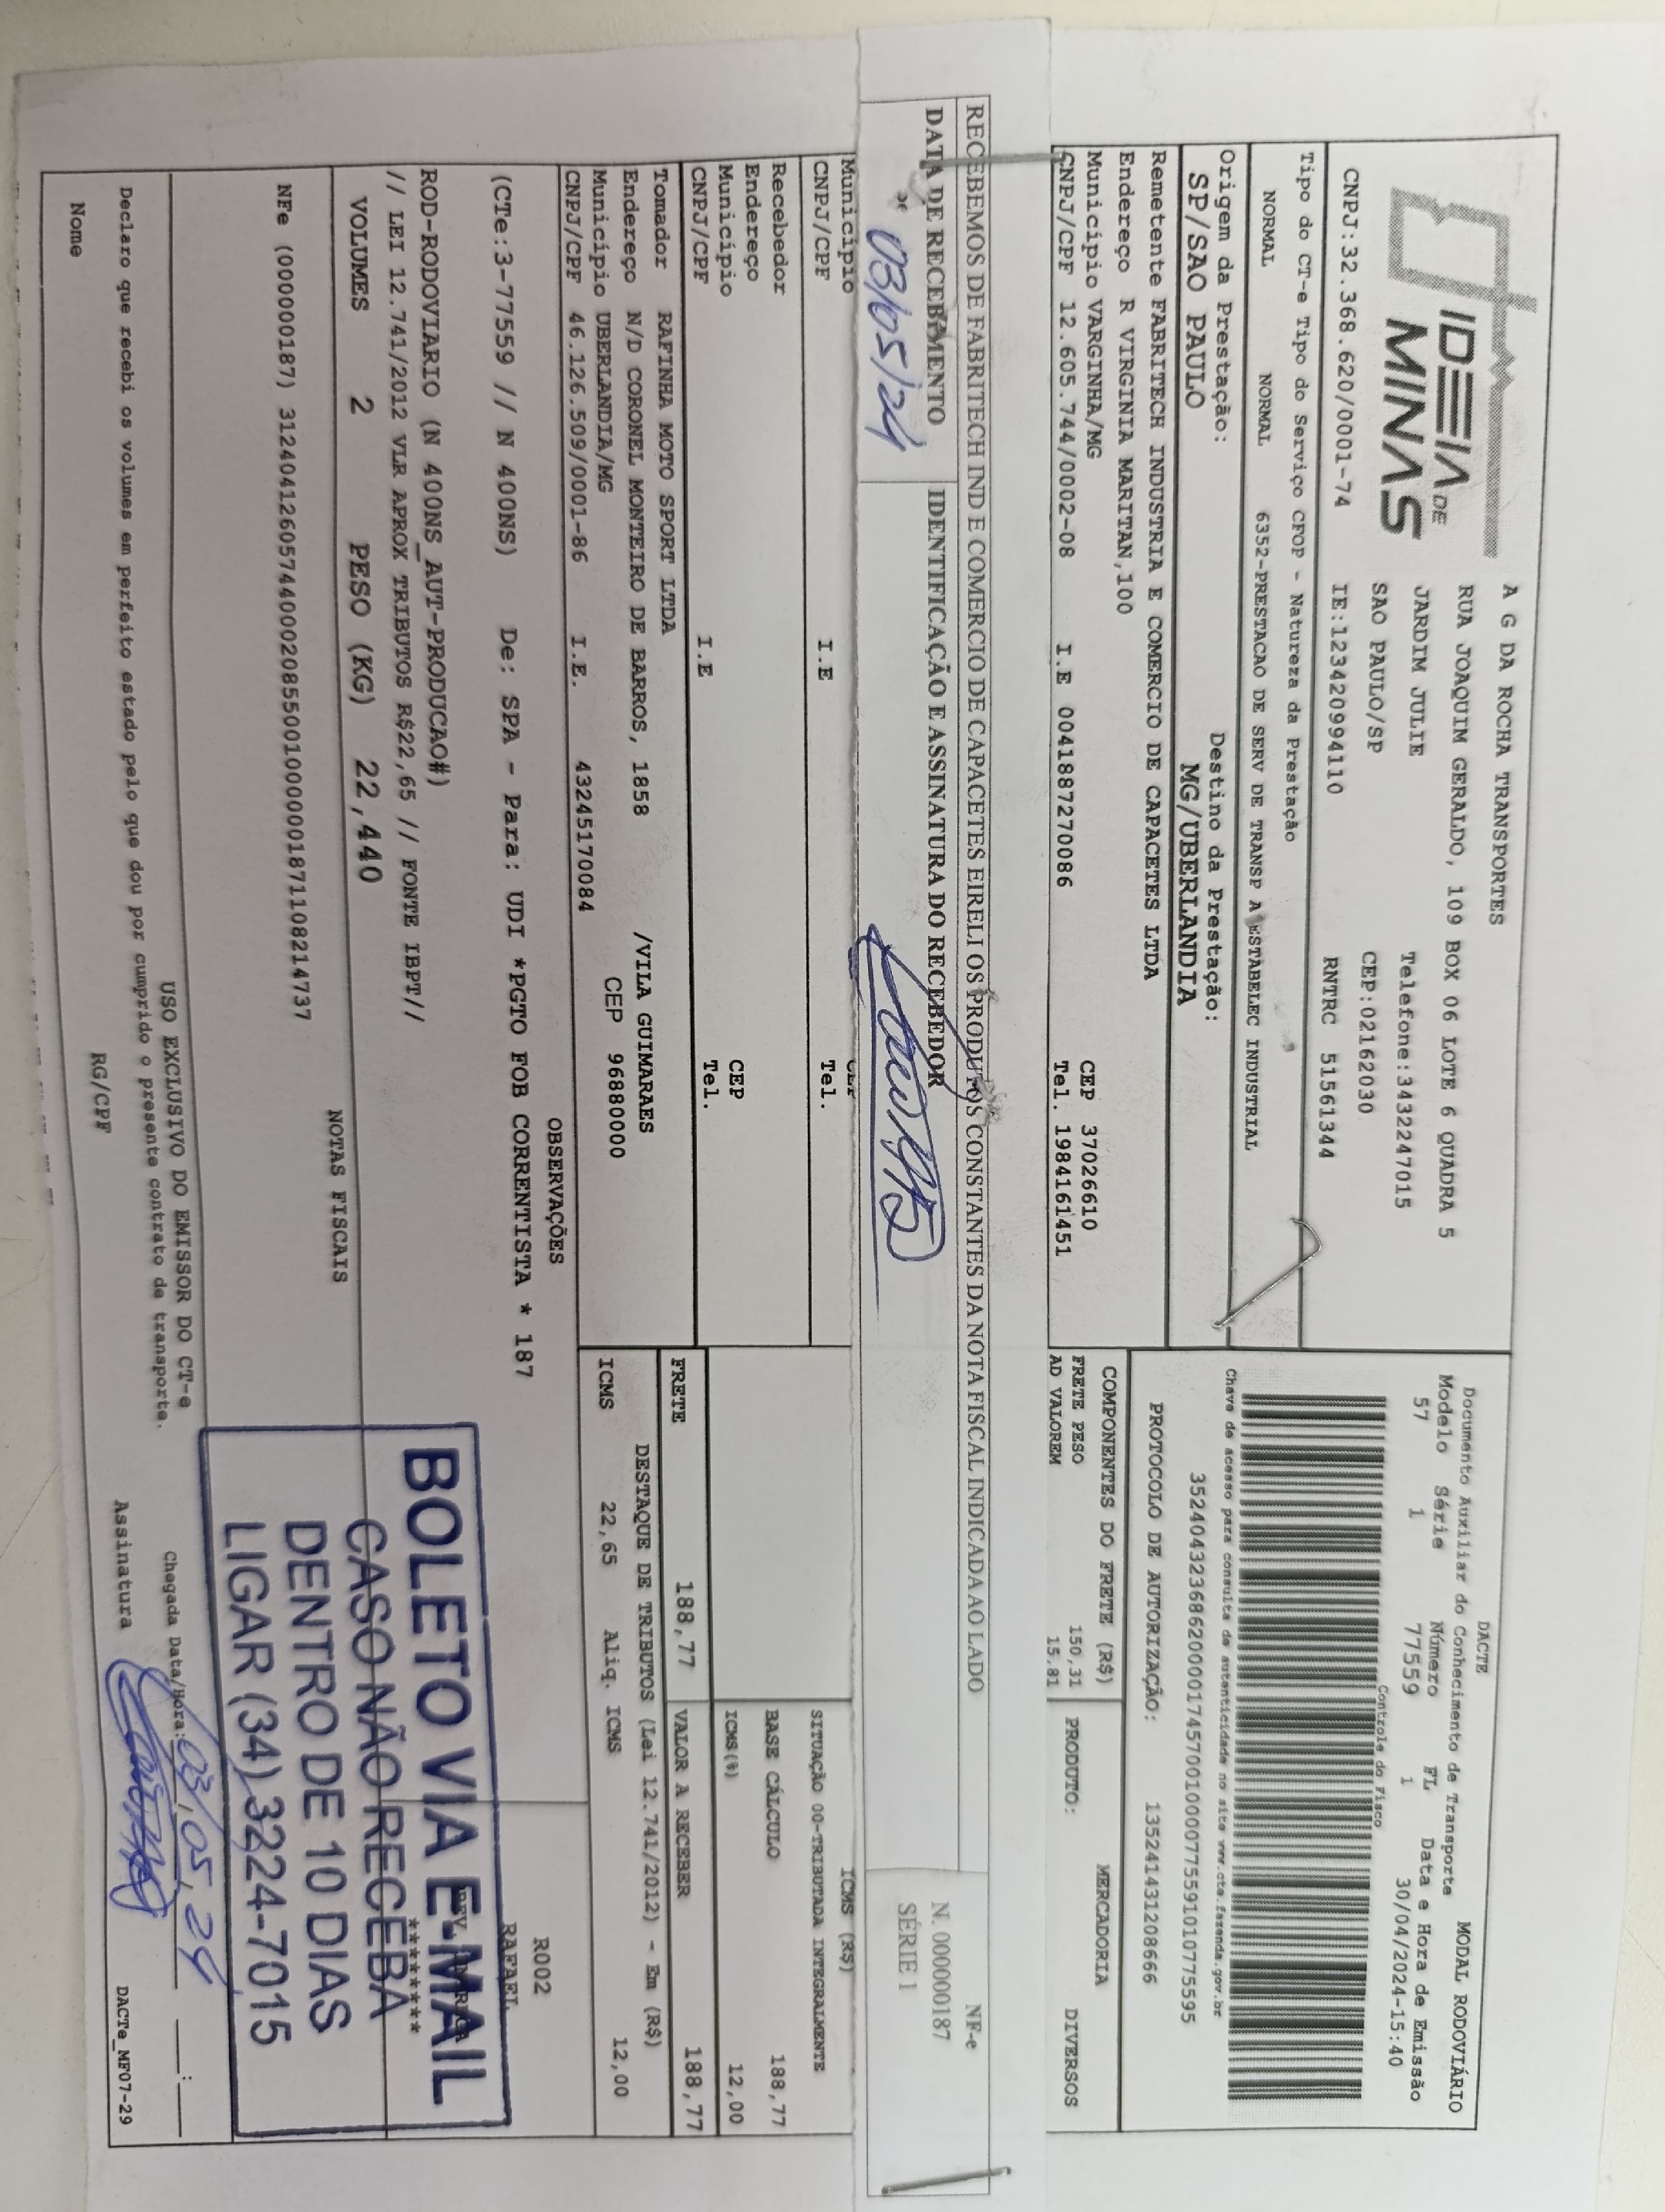 IDEIA DE
MINAS
CNPJ:32.368.620/0001-74
A G DA ROCHA TRANSPORTES
RUA JOAQUIM GERALDO, 109 BOX 06 LOTE 6 QUADRA 5
JARDIM JULIE Telefone:3432247015
SAO PAULO/SP CEP:02162030
IE:123420994110 RNTRC 51561344
DACTE
Documento Auxiliar do Conhecimento de Transporte
MODAL RODOVIÁRIO
Modelo Série Número FL Data e Hora de Emissão
57 1 77559 1 30/04/2024-15:40
Controle do Fisco
Chave de acesso para consulta de autenticidade no site www.cte.fazenda.gov.br
35240432368620000174570010000775591010775595
PROTOCOLO DE AUTORIZAÇÃO: 135241431208666
Tipo do CT-e Tipo do Serviço CFOP - Natureza da Prestação
NORMAL NORMAL 6352-PRESTACAO DE SERV DE TRANSP A ESTABELEC INDUSTRIAL
Origem da Prestação: Destino da Prestação:
SP/SAO PAULO MG/UBERLANDIA
Remetente FABRITECH INDUSTRIA E COMERCIO DE CAPACETES LTDA
Endereço R VIRGINIA MARITAN,100
Município VARGINHA/MG CEP 37026610
CNPJ/CPF 12.605.744/0002-08 I.E 0041887270086 Tel. 1984161451
COMPONENTES DO FRETE (R$) MERCADORIA
FRETE PESO 150,31 PRODUTO: DIVERSOS
AD VALOREM 15,81
RECEBEMOS DE FABRITECH IND E COMERCIO DE CAPACETES EIRELI OS PRODUTOS CONSTANTES DA NOTA FISCAL INDICADA AO LADO
DATA DE RECEBIMENTO IDENTIFICAÇÃO E ASSINATURA DO RECEBEDOR
03/05/24
NF-e
N. 000000187
SÉRIE 1
Município
CNPJ/CPF I.E Tel.
Recebedor
Endereço
Município CEP
CNPJ/CPF I.E Tel.
ICMS (R$)
SITUAÇÃO 00-TRIBUTADA INTEGRALMENTE
BASE CÁLCULO 188,77
ICMS(%) 12,00
FRETE 188,77 VALOR A RECEBER 188,77
Tomador RAFINHA MOTO SPORT LTDA
Endereço N/D CORONEL MONTEIRO DE BARROS, 1858 /VILA GUIMARAES
Município UBERLANDIA/MG CEP 96880000
CNPJ/CPF 46.126.509/0001-86 I.E. 43245170084
DESTAQUE DE TRIBUTOS (Lei 12.741/2012) - Em (R$)
ICMS 22,65 Aliq. ICMS 12,00
OBSERVAÇÕES
(CTe:3-77559 // N 400NS) De: SPA - Para: UDI *PGTO FOB CORRENTISTA * 187
R002
RAFAEL
ROD-RODOVIARIO (N 400NS_AUT-PRODUCAO#)
// LEI 12.741/2012 VLR APROX TRIBUTOS R$22,65 // FONTE IBPT//
********
VOLUMES 2 PESO (KG) 22,440
NOTAS FISCAIS
NFe (000000187) 31240412605744000208550010000001871108214737
BOLETO VIA E-MAIL
CASO NÃO RECEBA
DENTRO DE 10 DIAS
LIGAR (34) 3224-7015
USO EXCLUSIVO DO EMISSOR DO CT-e
Declaro que recebi os volumes em perfeito estado pelo que dou por cumprido o presente contrato de transporte.
Chegada Data/Hora: 03/05/24 __:__
Nome RG/CPF Assinatura
DACTe_MF07-29